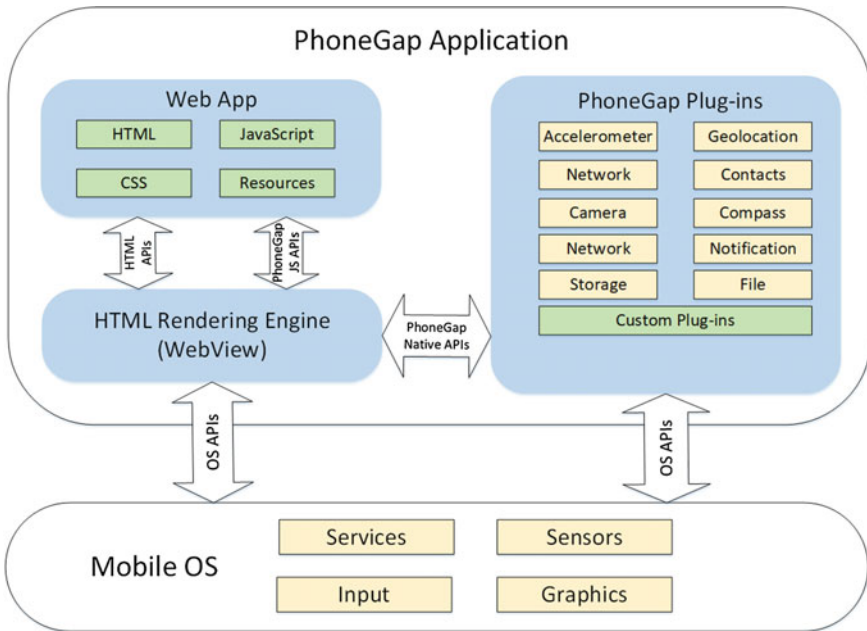 PhoneGap Application
Web App
HTML
JavaScript
CSS
Resources
HTML
APIs
PhoneGap
JS APIs
HTML Rendering Engine
(WebView)
PhoneGap
Native APIs
PhoneGap Plug-ins
Accelerometer
Geolocation
Network
Contacts
Camera
Compass
Network
Notification
Storage
File
Custom Plug-ins
OS APIs
OS APIs
Mobile OS
Services
Sensors
Input
Graphics